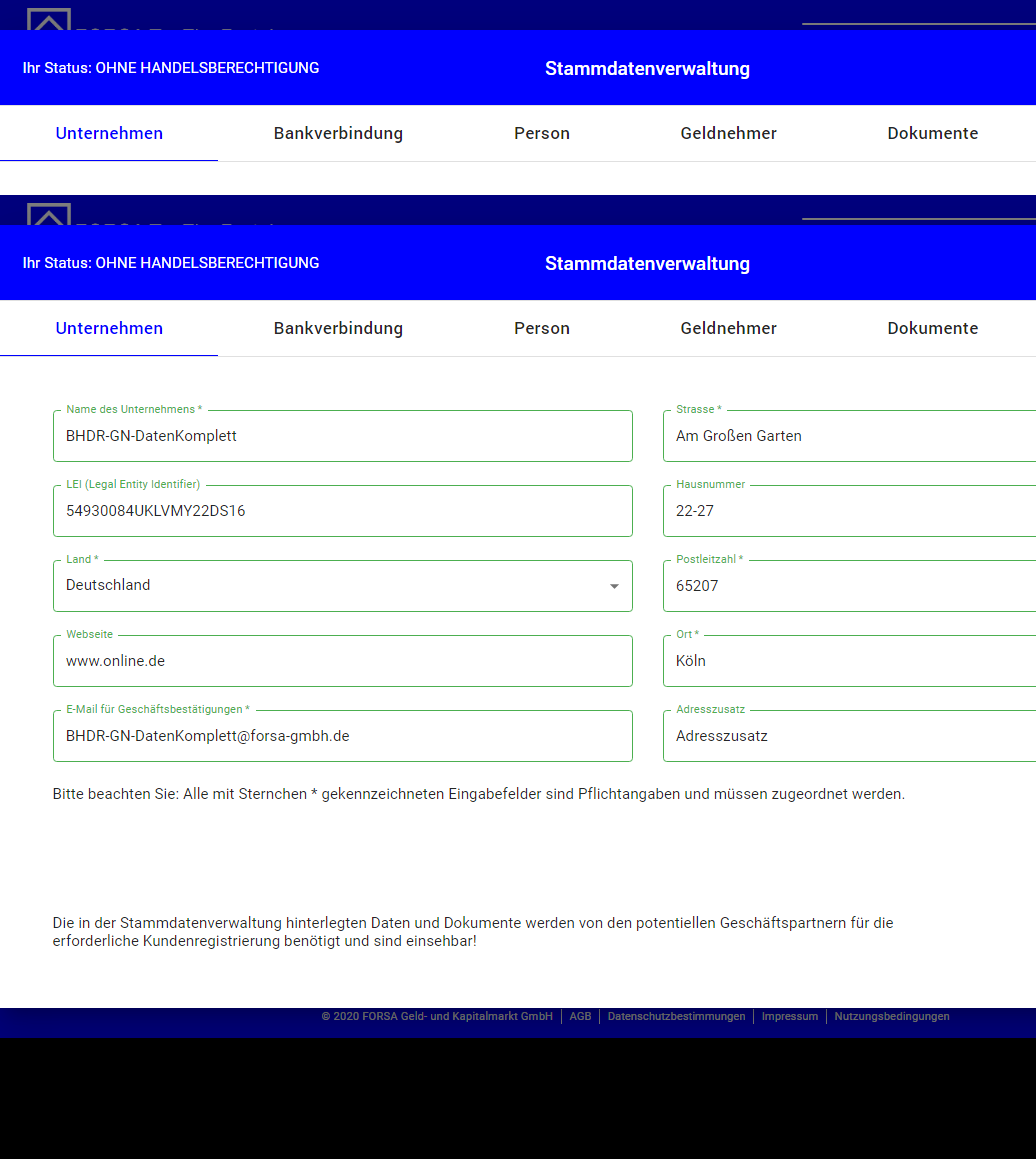 Ihr Status: OHNE HANDELSBERECHTIGUNG Stammdatenverwaltung
Unternehmen Bankverbindung Person Geldnehmer Dokumente
Ihr Status: OHNE HANDELSBERECHTIGUNG Stammdatenverwaltung
Unternehmen Bankverbindung Person Geldnehmer Dokumente
Name des Unternehmens * Strasse *
BHDR-GN-DatenKomplett Am Großen Garten
LEI (Legal Entity Identifier) Hausnummer
54930084UKLVMY22DS16 22-27
Land * Postleitzahl *
Deutschland 65207
Webseite Ort *
www.online.de Köln
E-Mail für Geschäftsbestätigungen * Adresszusatz
BHDR-GN-DatenKomplett@forsa-gmbh.de Adresszusatz
Bitte beachten Sie: Alle mit Sternchen * gekennzeichneten Eingabefelder sind Pflichtangaben und müssen zugeordnet werden.
Die in der Stammdatenverwaltung hinterlegten Daten und Dokumente werden von den potentiellen Geschäftspartnern für die
erforderliche Kundenregistrierung benötigt und sind einsehbar!
© 2020 FORSA Geld- und Kapitalmarkt GmbH | AGB | Datenschutzbestimmungen | Impressum | Nutzungsbedingungen